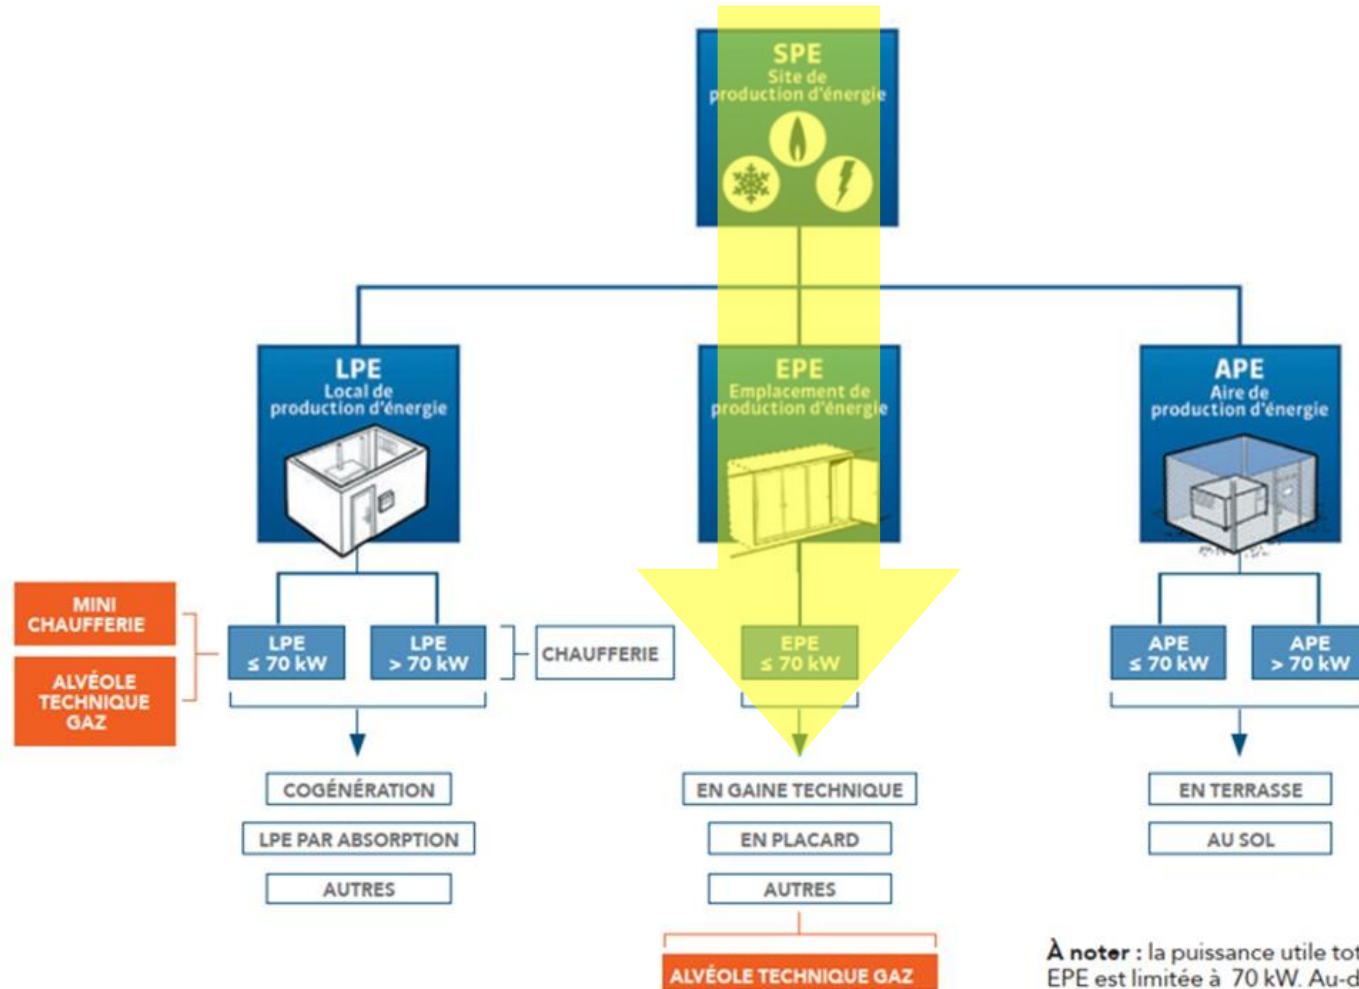 SPE
Site de
production d'énergie
LPE
Local de
production d'énergie
EPE
Emplacement de
production d'énergie
APE
Aire de
production d'énergie
MINI
CHAUFFERIE
ALVÉOLE
TECHNIQUE
GAZ
LPE
≤ 70 kW
LPE
> 70 kW
CHAUFFERIE
EPE
≤ 70 kW
APE
≤ 70 kW
APE
> 70 kW
COGÉNÉRATION
LPE PAR ABSORPTION
AUTRES
EN GAINE TECHNIQUE
EN PLACARD
AUTRES
ALVÉOLE TECHNIQUE GAZ
EN TERRASSE
AU SOL
À noter : la puissance utile tot
EPE est limitée à 70 kW. Au-d